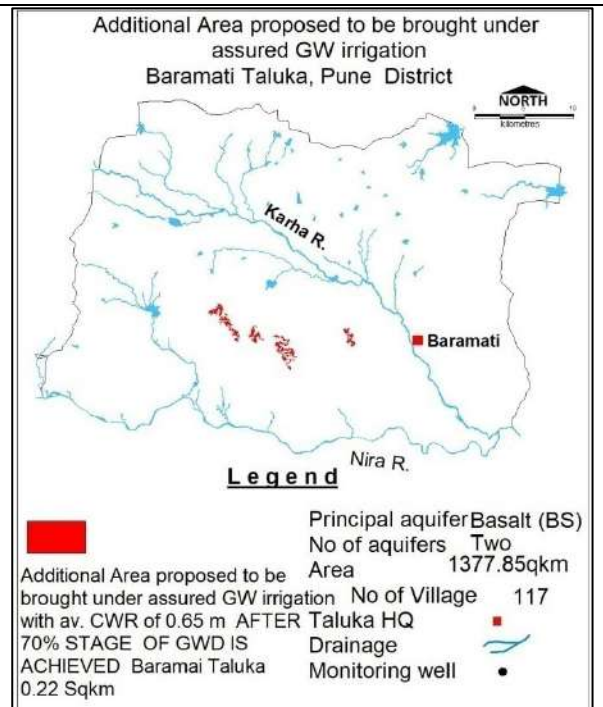 Additional Area proposed to be brought under
assured GW irrigation
Baramati Taluka, Pune District
NORTH
kilometres
Karha R.
Baramati
Nira R.
Legend
Additional Area proposed to be
brought under assured GW irrigation
with av. CWR of 0.65 m AFTER
70% STAGE OF GWD IS
ACHIEVED Baramai Taluka
0.22 Sqkm
Principal aquifer Basalt (BS)
No of aquifers Two
Area 1377.85qkm
No of Village 117
Taluka HQ
Drainage
Monitoring well